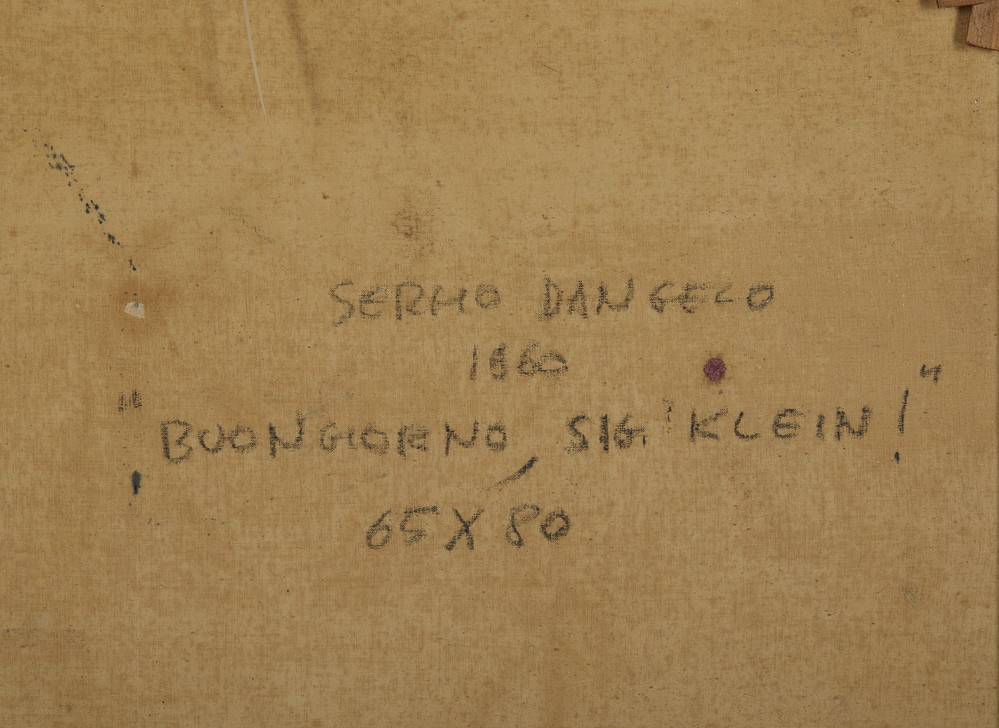 SERGIO DANGELO
1960
"BUONGIORNO, SIG. KLEIN!"
65 X 80